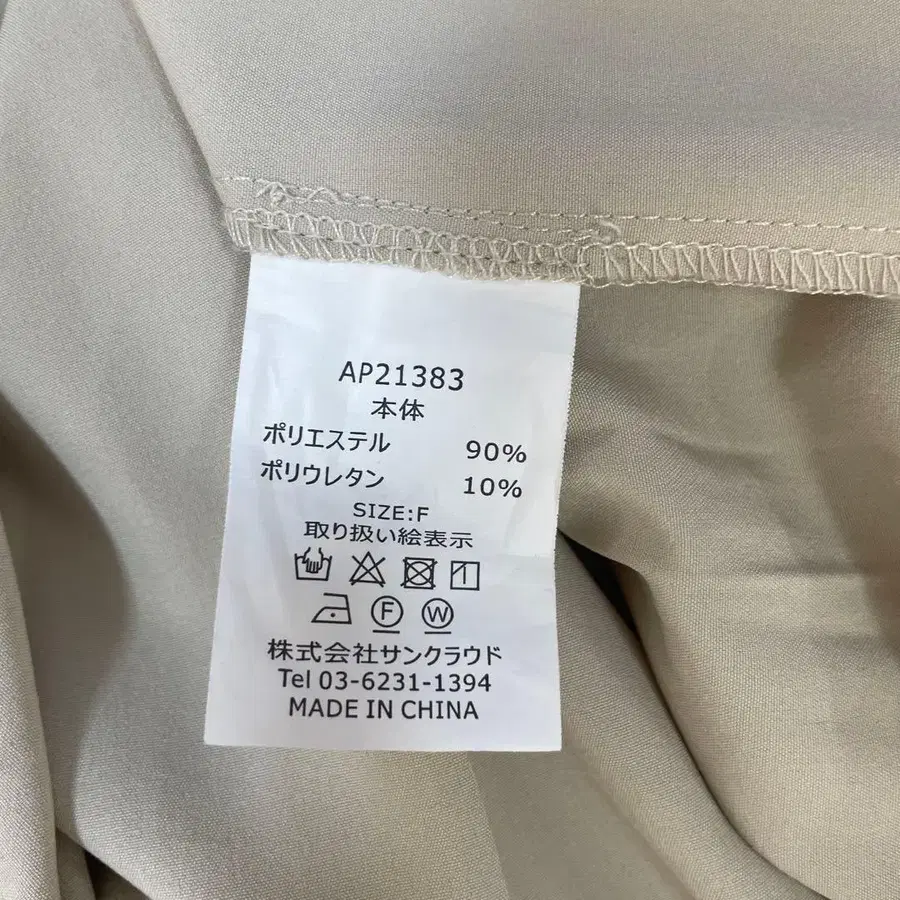 AP21383
本体
ポリエステル 90%
ポリウレタン 10%
SIZE:F
取り扱い絵表示
F W
株式会社サンクラウド
Tel 03-6231-1394
MADE IN CHINA